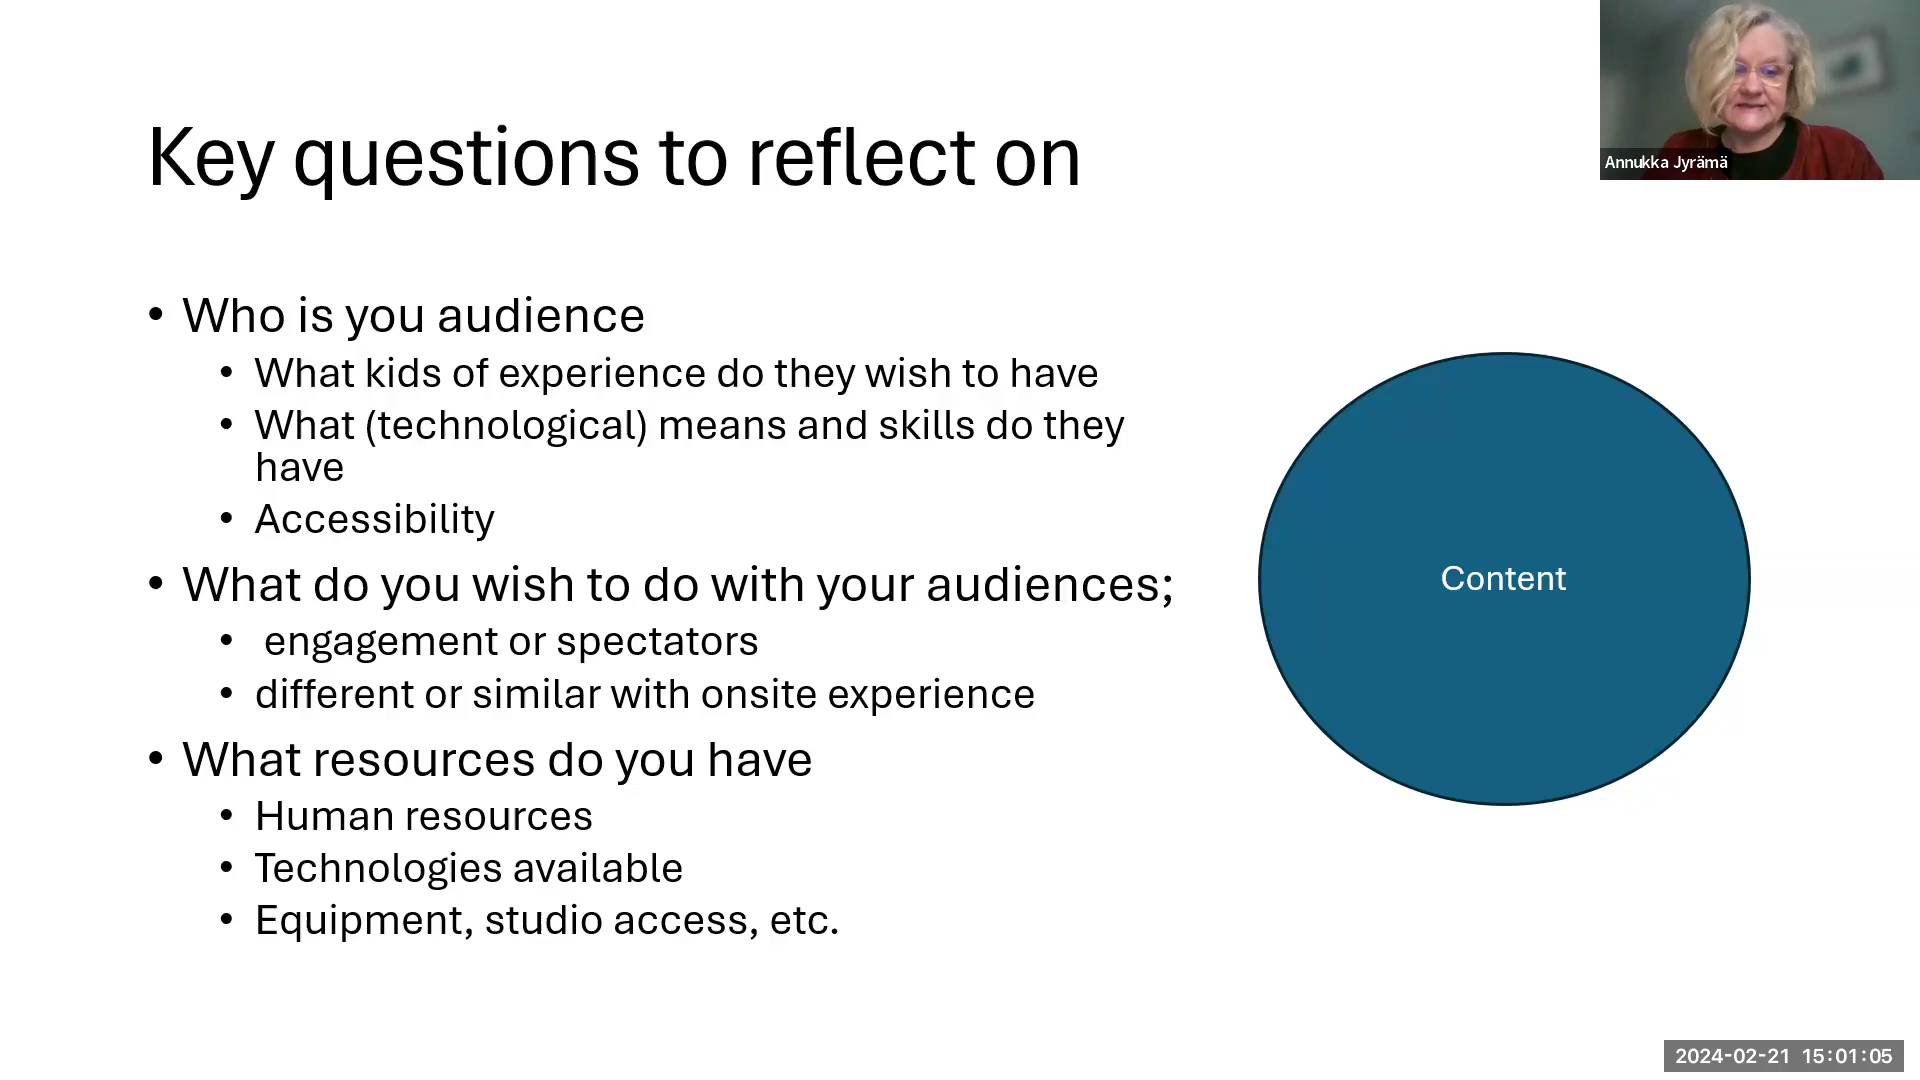 Key questions to reflect on
Annukka Jyrämä
• Who is you audience
• What kids of experience do they wish to have
• What (technological) means and skills do they
have
• Accessibility
• What do you wish to do with your audiences;
• engagement or spectators
• different or similar with onsite experience
• What resources do you have
• Human resources
• Technologies available
• Equipment, studio access, etc.
Content
2024-02-21 15:01:05